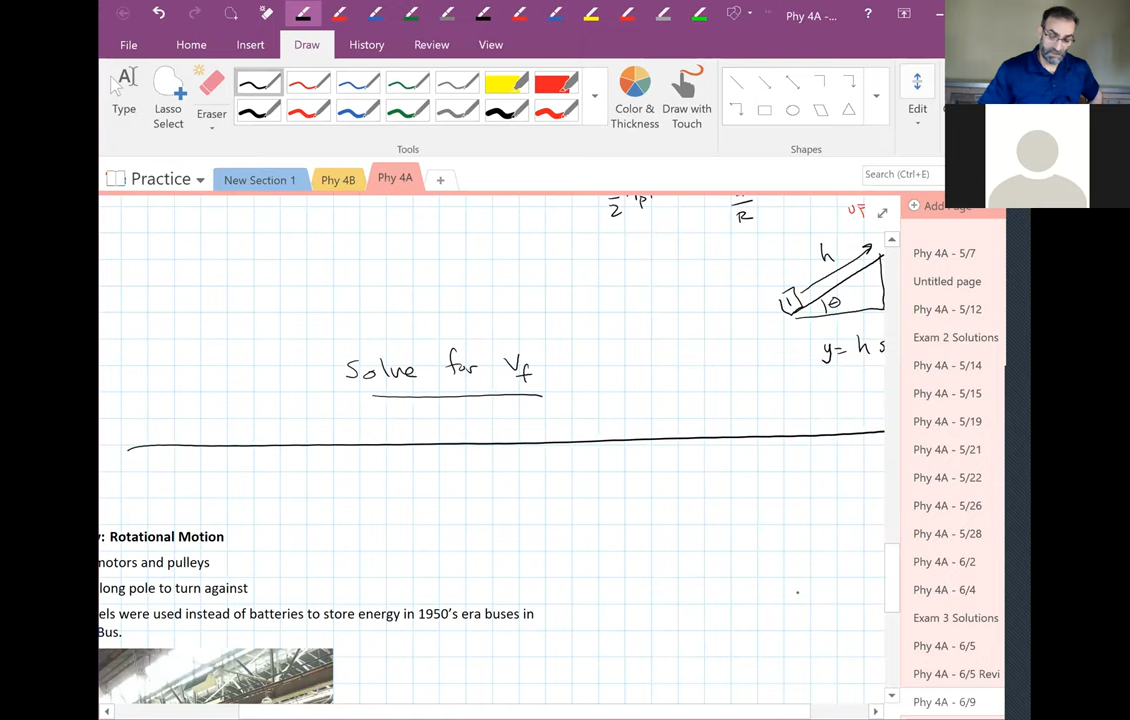 Phy 4A -...
?
File
Home
Insert
Draw
History
Review
View
Type
Lasso
Select
Eraser
Color &
Thickness
Draw with
Touch
Edit
Tools
Shapes
Practice
New Section 1
Phy 4B
Phy 4A
+
Search (Ctrl+E)
Add Page
2
R
h
θ
y= h s
Solve for vf
y: Rotational Motion
motors and pulleys
long pole to turn against
els were used instead of batteries to store energy in 1950's era buses in
Bus.
Phy 4A - 5/7
Untitled page
Phy 4A - 5/12
Exam 2 Solutions
Phy 4A - 5/14
Phy 4A - 5/15
Phy 4A - 5/19
Phy 4A - 5/21
Phy 4A - 5/22
Phy 4A - 5/26
Phy 4A - 5/28
Phy 4A - 6/2
Phy 4A - 6/4
Exam 3 Solutions
Phy 4A - 6/5
Phy 4A - 6/5 Revi
Phy 4A - 6/9